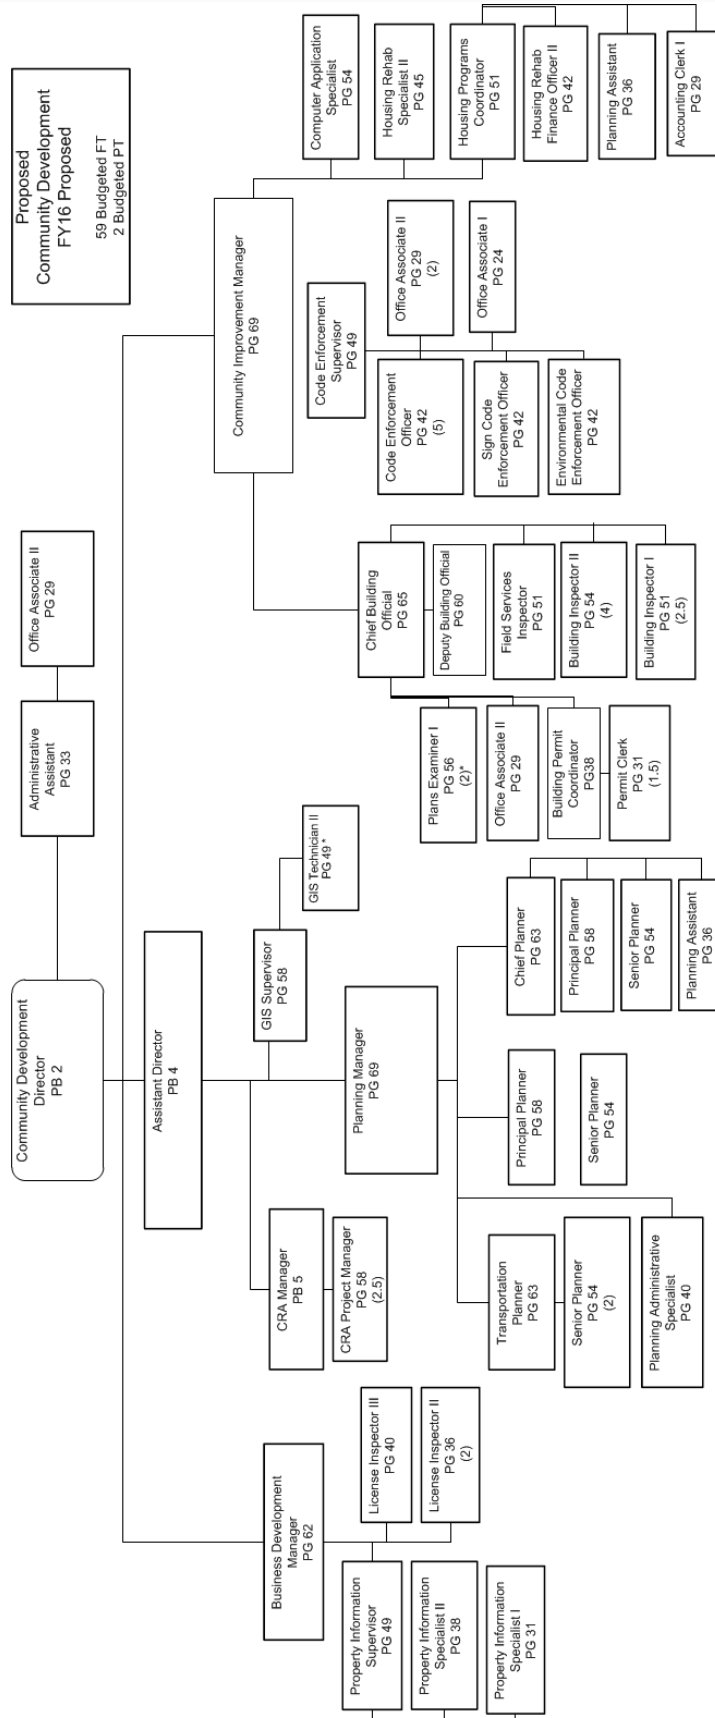 Proposed
Community Development
FY16 Proposed
59 Budgeted FT
2 Budgeted PT
Community Development
Director
PB 2
Administrative
Assistant
PG 33
Office Associate II
PG 29
Assistant Director
PB 4
Business Development
Manager
PG 62
Property Information
Supervisor
PG 49
Property Information
Specialist II
PG 38
Property Information
Specialist I
PG 31
License Inspector III
PG 40
License Inspector II
PG 36
(2)
CRA Manager
PB 5
CRA Project Manager
PG 58
(2.5)
GIS Supervisor
PG 58
GIS Technician II
PG 49 *
Planning Manager
PG 69
Transportation
Planner
PG 63
Senior Planner
PG 54
(2)
Planning Administrative
Specialist
PG 40
Principal Planner
PG 58
Senior Planner
PG 54
Chief Planner
PG 63
Principal Planner
PG 58
Senior Planner
PG 54
Planning Assistant
PG 36
Community Improvement Manager
PG 69
Chief Building
Official
PG 65
Deputy Building Official
PG 60
Plans Examiner I
PG 56
(2)*
Office Associate II
PG 29
Building Permit
Coordinator
PG38
Permit Clerk
PG 31
(1.5)
Field Services
Inspector
PG 51
Building Inspector II
PG 54
(4)
Building Inspector I
PG 51
(2.5)
Code Enforcement
Supervisor
PG 49
Code Enforcement
Officer
PG 42
(5)
Sign Code
Enforcement Officer
PG 42
Environmental Code
Enforcement Officer
PG 42
Office Associate II
PG 29
(2)
Office Associate I
PG 24
Computer Application
Specialist
PG 54
Housing Rehab
Specialist II
PG 45
Housing Programs
Coordinator
PG 51
Housing Rehab
Finance Officer II
PG 42
Planning Assistant
PG 36
Accounting Clerk I
PG 29